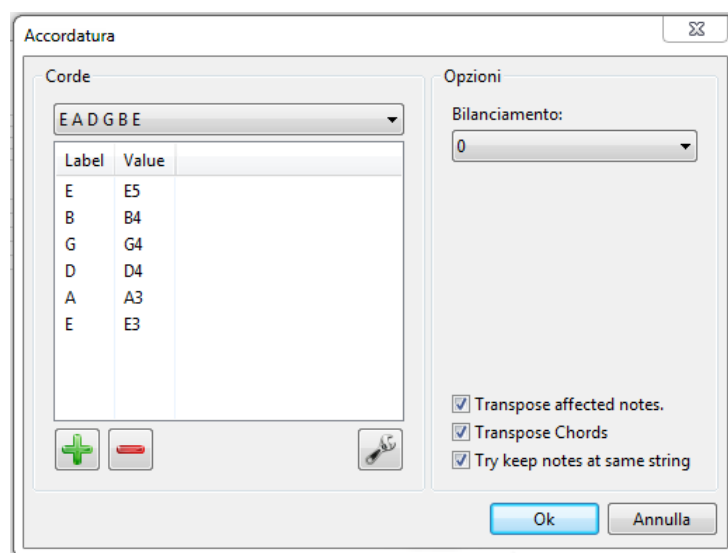 Accordatura
Corde
E A D G B E
Label Value
E E5
B B4
G G4
D D4
A A3
E E3
Opzioni
Bilanciamento:
0
Transpose affected notes.
Transpose Chords
Try keep notes at same string
Ok Annulla